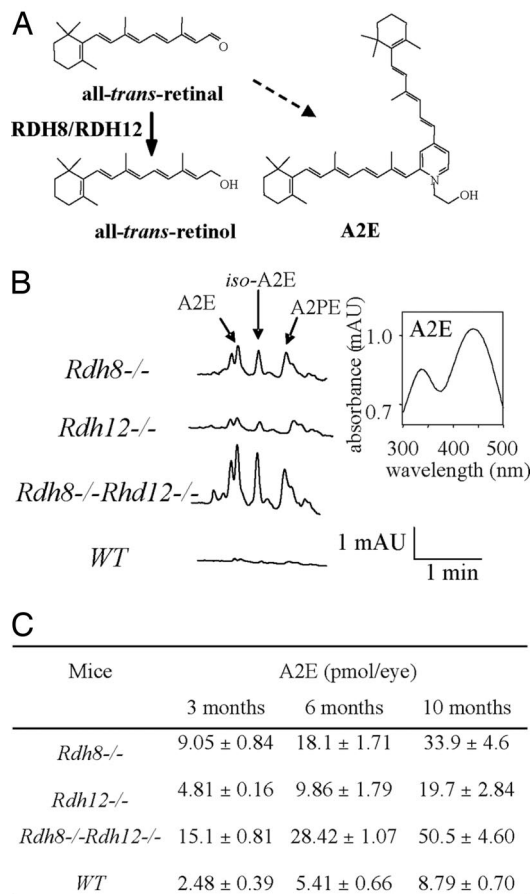 A
O
all-trans-retinal
RDH8/RDH12
OH
all-trans-retinol
N
OH
A2E
B
A2E
iso-A2E
A2PE
Rdh8-/-
Rdh12-/-
Rdh8-/-Rhd12-/-
WT
absorbance (mAU)
A2E
1.0
0.7
300 400 500
wavelength (nm)
1 mAU
1 min
C
Mice A2E (pmol/eye)
3 months 6 months 10 months
Rdh8-/- 9.05 ± 0.84 18.1 ± 1.71 33.9 ± 4.6
Rdh12-/- 4.81 ± 0.16 9.86 ± 1.79 19.7 ± 2.84
Rdh8-/-Rdh12-/- 15.1 ± 0.81 28.42 ± 1.07 50.5 ± 4.60
WT 2.48 ± 0.39 5.41 ± 0.66 8.79 ± 0.70